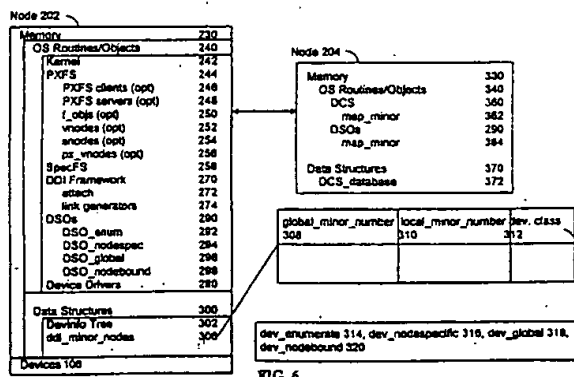 Node 202
Memory 230
OS Routines/Objects 240
Kernel 242
PXFS 244
PXFS clients (opt) 246
PXFS servers (opt) 248
f_objs (opt) 250
vnodes (opt) 252
snodes (opt) 254
px_vnodes (opt) 256
SpecFS 258
DDI Framework 270
attach 272
link generators 274
DSOs 290
DSO_enum 292
DSO_nodespec 294
DSO_global 296
DSO_nodebound 298
Device Drivers 280
Data Structures 300
DevInfo Tree 302
ddi_minor_nodes 306
Devices 106
Node 204
Memory 330
OS Routines/Objects 340
DCS 360
map_minor 362
DSOs 290
map_minor 384
Data Structures 370
DCS_database 372
global_minor_number local_minor_number dev. class
308 310 312
dev_enumerate 314, dev_nodespecific 316, dev_global 318,
dev_nodebound 320
FIG. 6